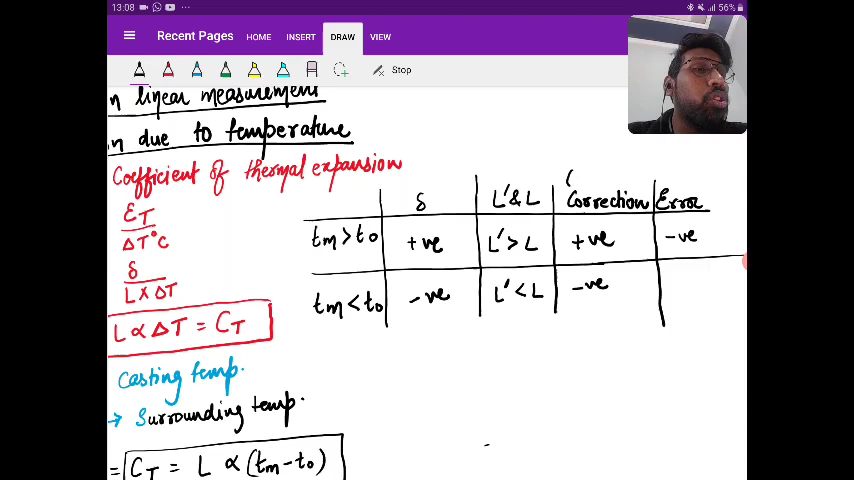 13:08
56%
Recent Pages HOME INSERT DRAW VIEW
Stop
n linear measurement
n due to temperature
Coefficient of thermal expansion
ε_T
ΔT°C
δ
L×ΔT
L∝ΔT = C_T
Casting temp.
→ Surrounding temp.
= C_T = L ∝(tm-to)
δ L'&L Correction Error
tm>to +ve L'>L +ve -ve
tm<to -ve L'<L -ve